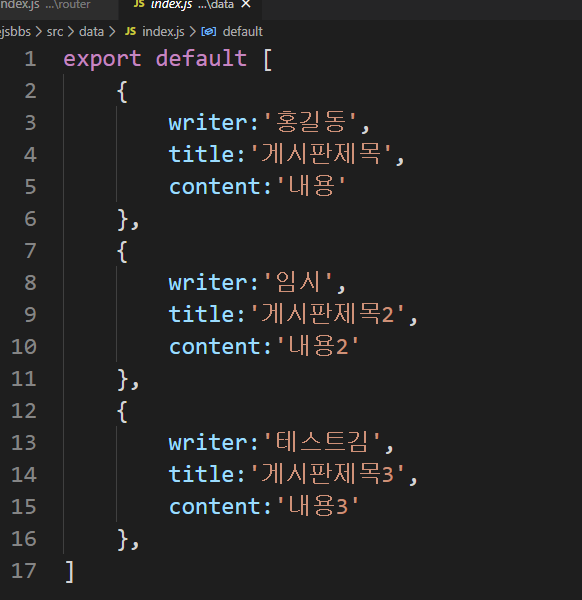 index.js ...\router JS index.js ...\data ×
ejsbbs > src > data > JS index.js > default
1 export default [
2 {
3 writer:'홍길동',
4 title:'게시판제목',
5 content:'내용'
6 },
7 {
8 writer:'임시',
9 title:'게시판제목2',
10 content:'내용2'
11 },
12 {
13 writer:'테스트김',
14 title:'게시판제목3',
15 content:'내용3'
16 },
17 ]